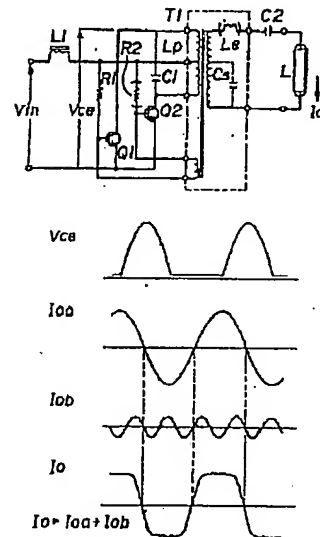 T1
L1
R2
Lp
Le
C2
C1
Cs
L
Vin
Vce
R1
Q2
Q1
Io
Vce
Ioa
Iob
Io
Io = Ioa + Iob